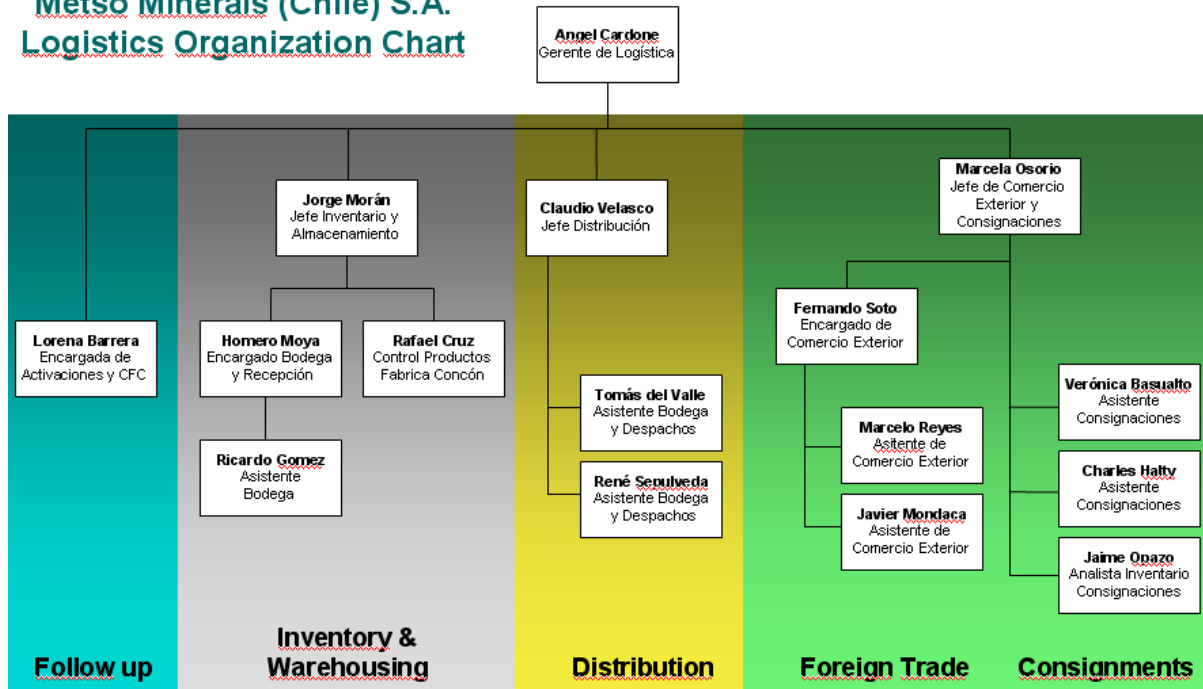 Metso Minerals (Chile) S.A.
Logistics Organization Chart
Angel Cardone
Gerente de Logística
Marcela Osorio
Jefe de Comercio
Exterior y
Consignaciones
Jorge Morán
Jefe Inventario y
Almacenamiento
Claudio Velasco
Jefe Distribución
Fernando Soto
Encargado de
Comercio Exterior
Lorena Barrera
Encargada de
Activaciones y CFC
Homero Moya
Encargado Bodega
y Recepción
Rafael Cruz
Control Productos
Fabrica Concón
Tomás del Valle
Asistente Bodega
y Despachos
Verónica Basualto
Asistente
Consignaciones
Marcelo Reyes
Asitente de
Comercio Exterior
Ricardo Gomez
Asistente
Bodega
René Sepulveda
Asistente Bodega
y Despachos
Charles Halty
Asistente
Consignaciones
Javier Mondaca
Asistente de
Comercio Exterior
Jaime Opazo
Analista Inventario
Consignaciones
Follow up
Inventory &
Warehousing
Distribution
Foreign Trade
Consignments